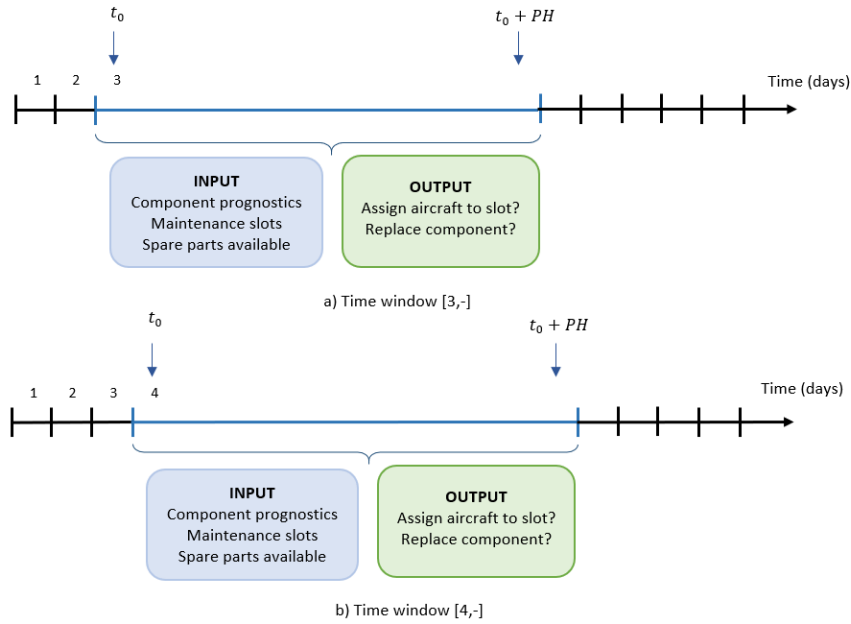 t₀
t₀ + PH
1 2 3
Time (days)
INPUT
Component prognostics
Maintenance slots
Spare parts available
OUTPUT
Assign aircraft to slot?
Replace component?
a) Time window [3,-]
t₀
t₀ + PH
1 2 3 4
Time (days)
INPUT
Component prognostics
Maintenance slots
Spare parts available
OUTPUT
Assign aircraft to slot?
Replace component?
b) Time window [4,-]